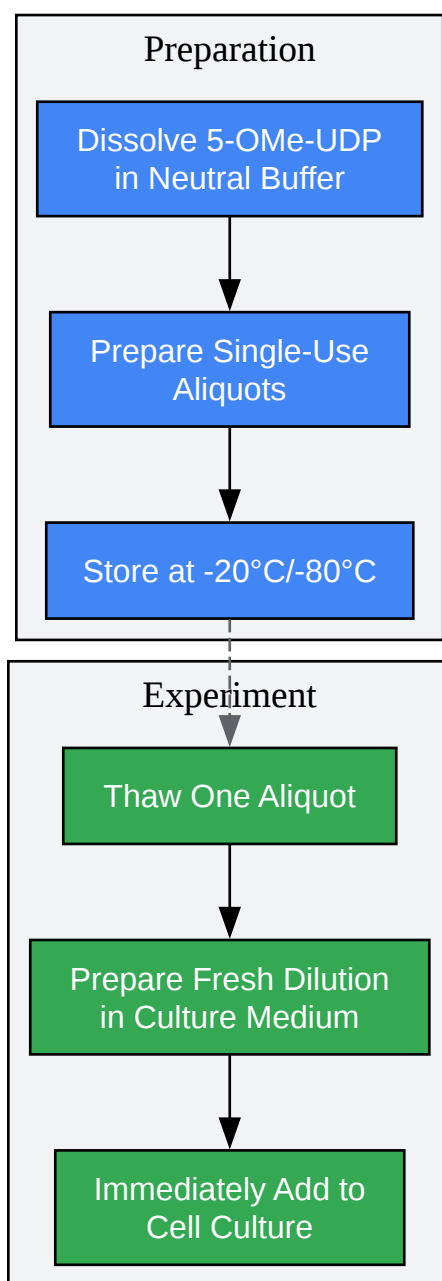 Preparation
Dissolve 5-OMe-UDP
in Neutral Buffer
Prepare Single-Use
Aliquots
Store at -20°C/-80°C
Experiment
Thaw One Aliquot
Prepare Fresh Dilution
in Culture Medium
Immediately Add to
Cell Culture